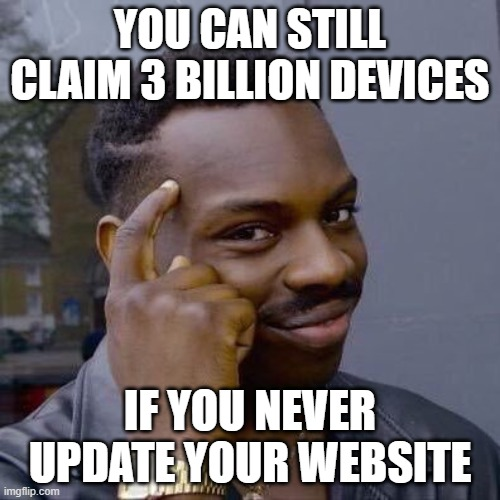 YOU CAN STILL
CLAIM 3 BILLION DEVICES
IF YOU NEVER
UPDATE YOUR WEBSITE
imgflip.com